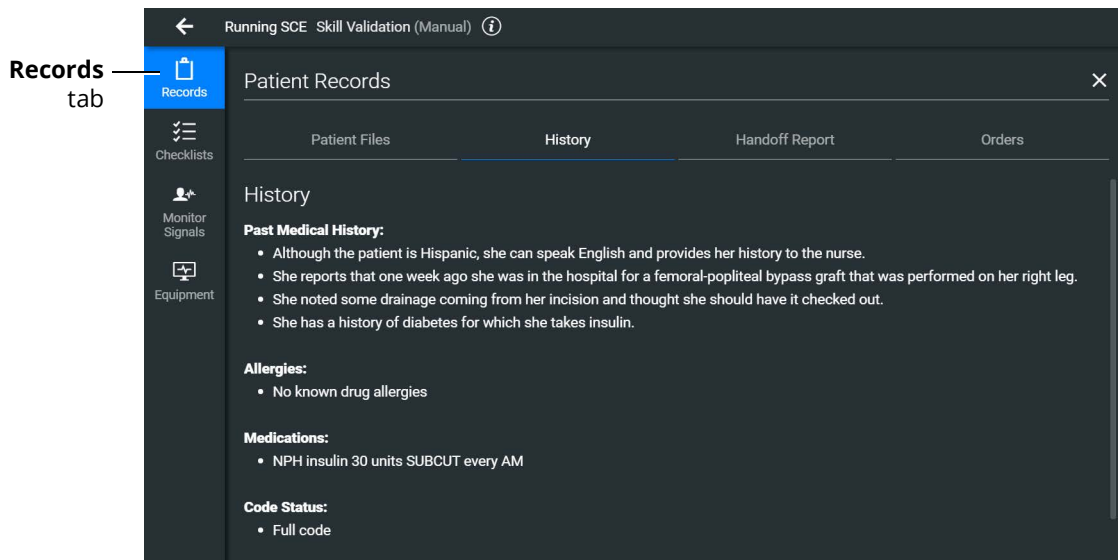 Running SCE Skill Validation (Manual) i
Records
tab
Records
Checklists
Monitor
Signals
Equipment
Patient Records
Patient Files History Handoff Report Orders
History
Past Medical History:
• Although the patient is Hispanic, she can speak English and provides her history to the nurse.
• She reports that one week ago she was in the hospital for a femoral-popliteal bypass graft that was performed on her right leg.
• She noted some drainage coming from her incision and thought she should have it checked out.
• She has a history of diabetes for which she takes insulin.
Allergies:
• No known drug allergies
Medications:
• NPH insulin 30 units SUBCUT every AM
Code Status:
• Full code